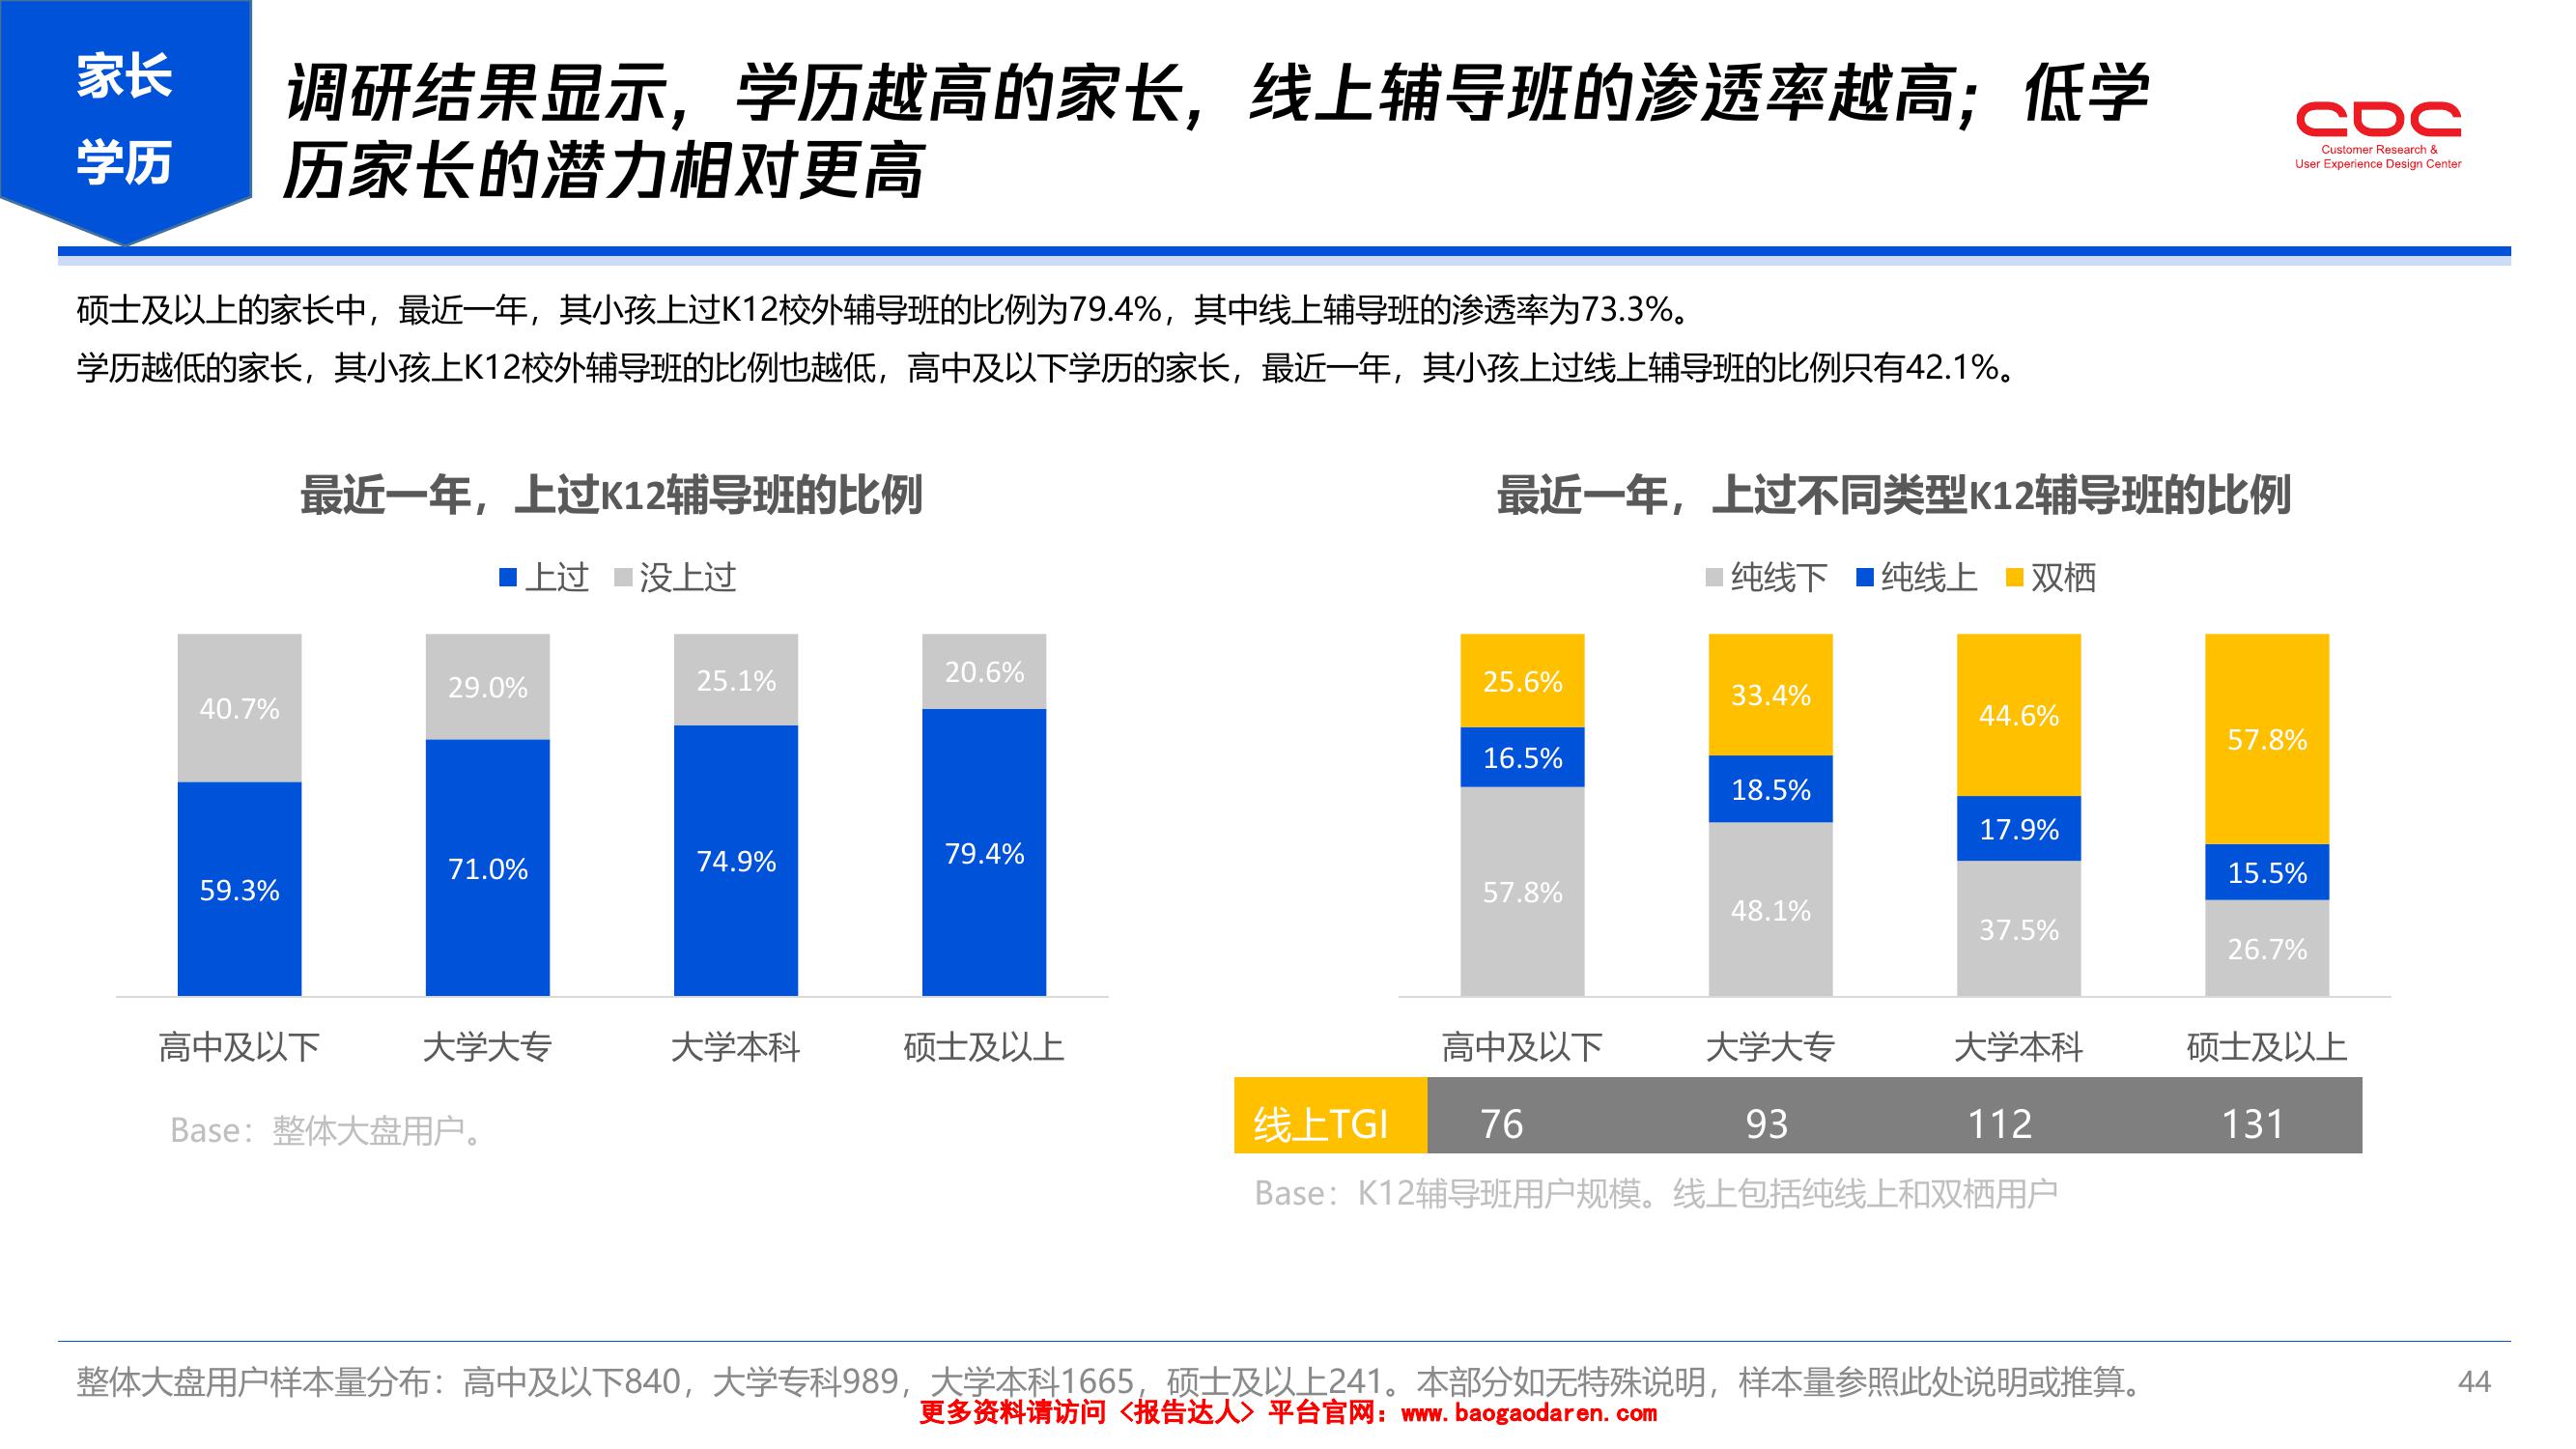 家长
学历
调研结果显示，学历越高的家长，线上辅导班的渗透率越高；低学
历家长的潜力相对更高
CDC
Customer Research &
User Experience Design Center
硕士及以上的家长中，最近一年，其小孩上过K12校外辅导班的比例为79.4%，其中线上辅导班的渗透率为73.3%。
学历越低的家长，其小孩上K12校外辅导班的比例也越低，高中及以下学历的家长，最近一年，其小孩上过线上辅导班的比例只有42.1%。
最近一年，上过K12辅导班的比例
上过 没上过
40.7% 29.0% 25.1% 20.6%
59.3% 71.0% 74.9% 79.4%
高中及以下 大学大专 大学本科 硕士及以上
Base：整体大盘用户。
最近一年，上过不同类型K12辅导班的比例
纯线下 纯线上 双栖
25.6% 33.4% 44.6% 57.8%
16.5% 18.5% 17.9% 15.5%
57.8% 48.1% 37.5% 26.7%
高中及以下 大学大专 大学本科 硕士及以上
线上TGI 76 93 112 131
Base：K12辅导班用户规模。线上包括纯线上和双栖用户
整体大盘用户样本量分布：高中及以下840，大学专科989，大学本科1665，硕士及以上241。本部分如无特殊说明，样本量参照此处说明或推算。
44
更多资料请访问〈报告达人〉平台官网：www.baogaodaren.com